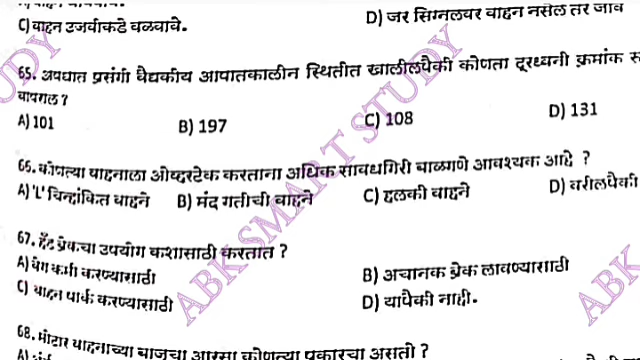 C) वाहन उजवीकडे वळवावे.
D) जर सिग्नलवर वाहन नसेल तर जाव
65. अपघात प्रसंगी वैद्यकीय आपातकालीन स्थितीत खालीलपैकी कोणता दूरध्वनी क्रमांक
वापराल ?
A) 101 B) 197 C) 108 D) 131
66. कोणत्या वाहनाला ओव्हरटेक करताना अधिक सावधगिरी बाळगणे आवश्यक आहे ?
A) 'L' चिन्हांकित वाहने B) मंद गतीची वाहने C) हलकी वाहने D) वरीलपैकी
67. हँड ब्रेकचा उपयोग कशासाठी करतात ?
A) वेग कमी करण्यासाठी B) अचानक ब्रेक लावण्यासाठी
C) वाहन पार्क करण्यासाठी D) यापैकी नाही.
68. मोटार वाहनाच्या बाजूचा आरसा कोणत्या प्रकारचा असतो ?
ABK SMART STUDY